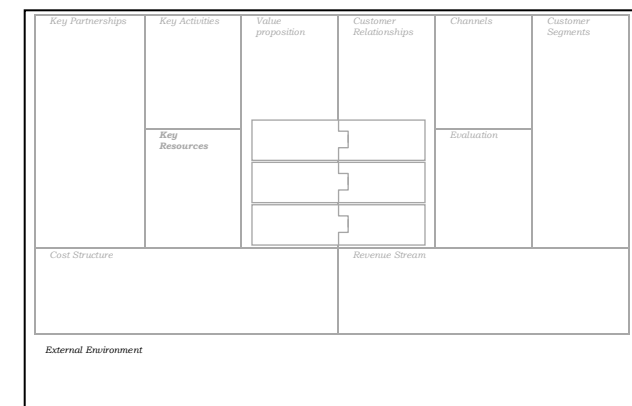 Key Partnerships
Key Activities
Value
proposition
Customer
Relationships
Channels
Customer
Segments
Key
Resources
Evaluation
Cost Structure
Revenue Stream
External Environment